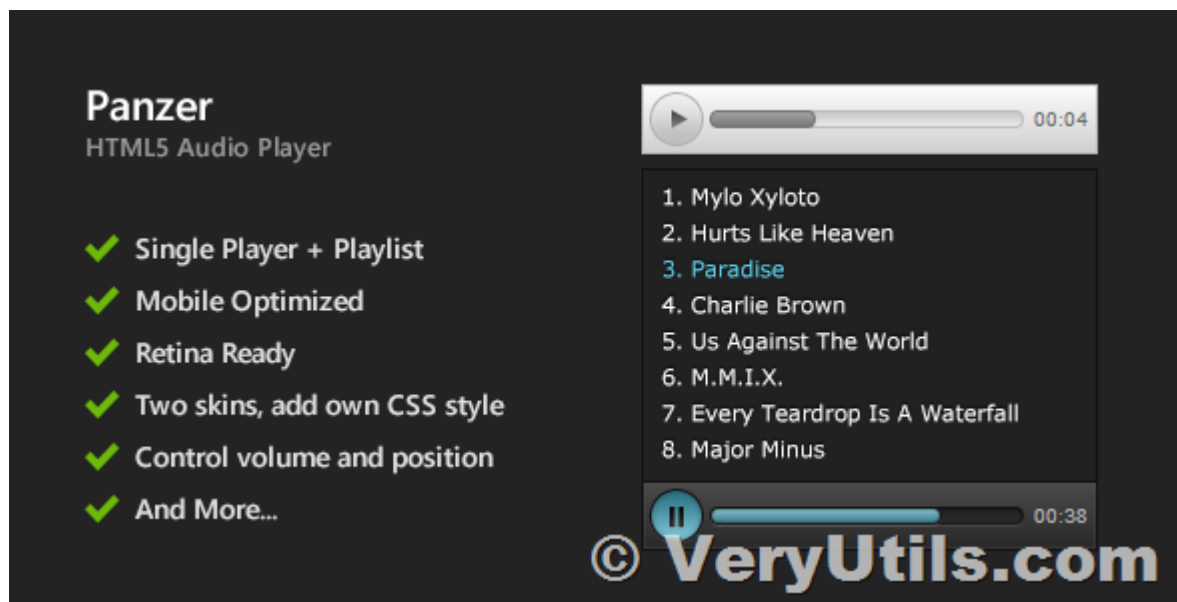 Panzer
HTML5 Audio Player
Single Player + Playlist
Mobile Optimized
Retina Ready
Two skins, add own CSS style
Control volume and position
And More...
00:04
1. Mylo Xyloto
2. Hurts Like Heaven
3. Paradise
4. Charlie Brown
5. Us Against The World
6. M.M.I.X.
7. Every Teardrop Is A Waterfall
8. Major Minus
00:38
© VeryUtils.com